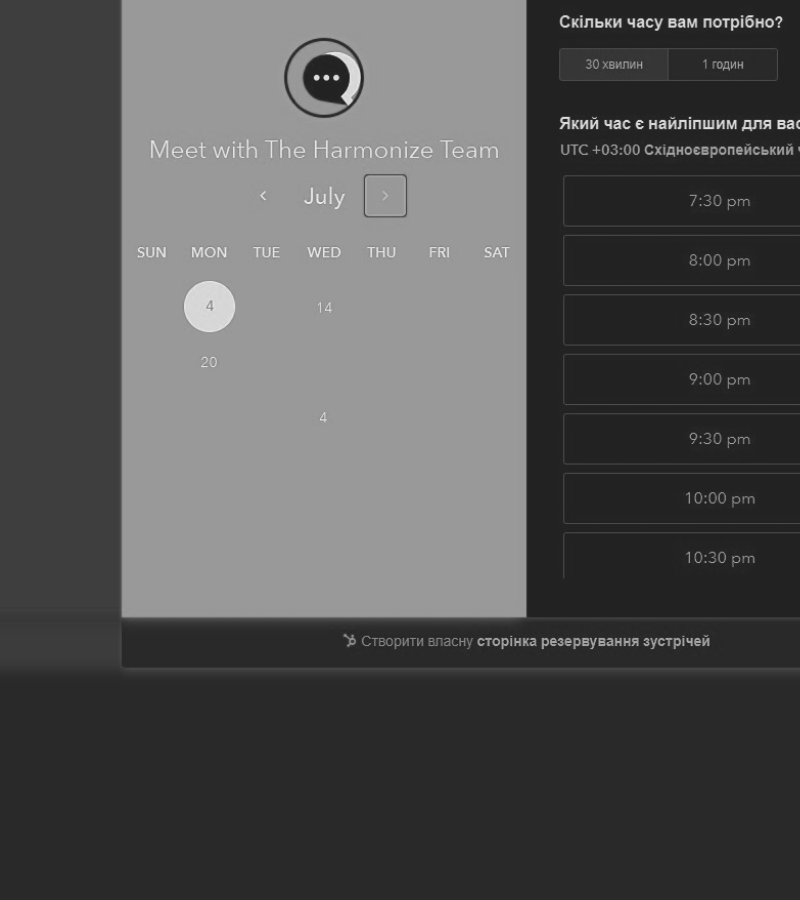 Meet with The Harmonize Team
July
SUN MON TUE WED THU FRI SAT
4 14
20
4
Скільки часу вам потрібно?
30 хвилин 1 годин
Який час є найліпшим для вас
UTC +03:00 Східноєвропейський ч
7:30 pm
8:00 pm
8:30 pm
9:00 pm
9:30 pm
10:00 pm
10:30 pm
Створити власну сторінка резервування зустрічей